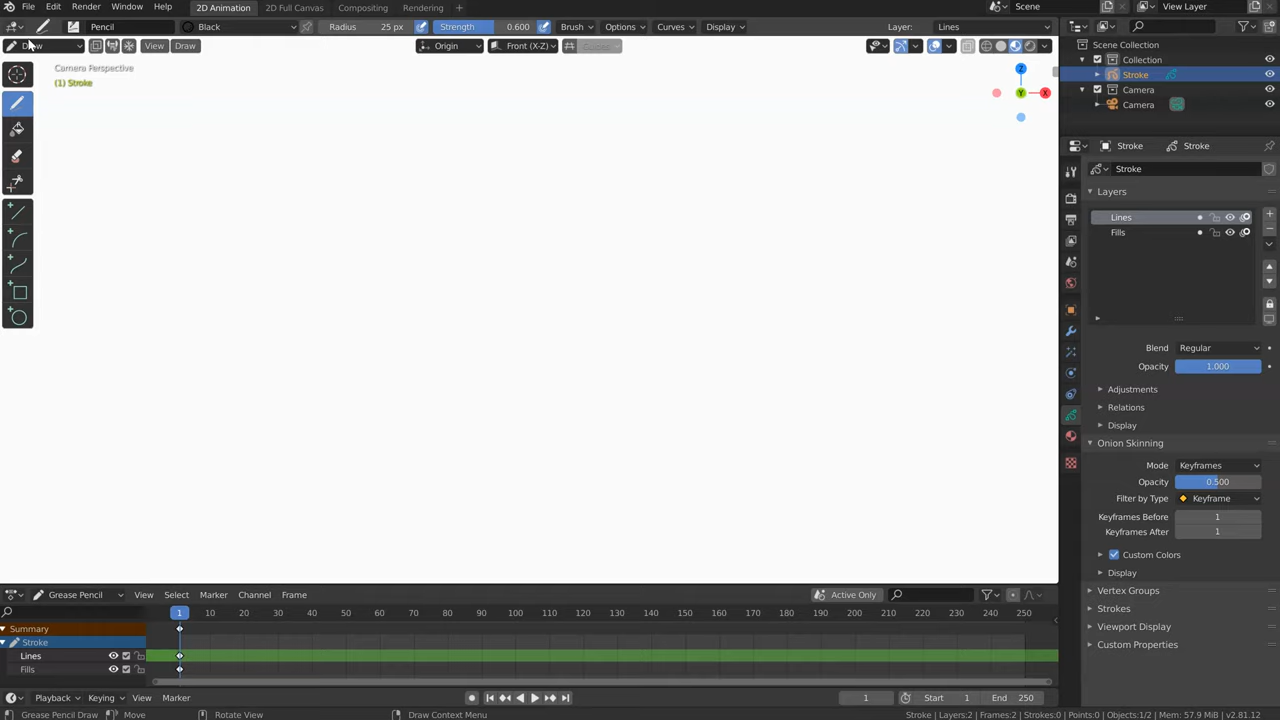 File Edit Render Window Help 2D Animation 2D Full Canvas Compositing Rendering + Scene View Layer
Pencil Black Radius 25 px Strength 0.600 Brush Options Curves Display Layer: Lines
Draw View Draw Origin Front (X-Z) Guides
Camera Perspective
(1) Stroke
Z
Y X
Scene Collection
Collection
Stroke
Camera
Camera
Stroke Stroke
Stroke
Layers
Lines
Fills
Blend Regular
Opacity 1.000
Adjustments
Relations
Display
Onion Skinning
Mode Keyframes
Opacity 0.500
Filter by Type Keyframe
Keyframes Before 1
Keyframes After 1
Custom Colors
Display
Vertex Groups
Strokes
Viewport Display
Custom Properties
Grease Pencil View Select Marker Channel Frame Active Only
1 10 20 30 40 50 60 70 80 90 100 110 120 130 140 150 160 170 180 190 200 210 220 230 240 250
Summary
Stroke
Lines
Fills
Playback Keying View Marker 1 Start 1 End 250
Grease Pencil Draw Move Rotate View Draw Context Menu Stroke | Layers:2 | Frames:2 | Strokes:0 | Points:0 | Objects:1/2 | Mem: 57.9 MiB | v2.81.12